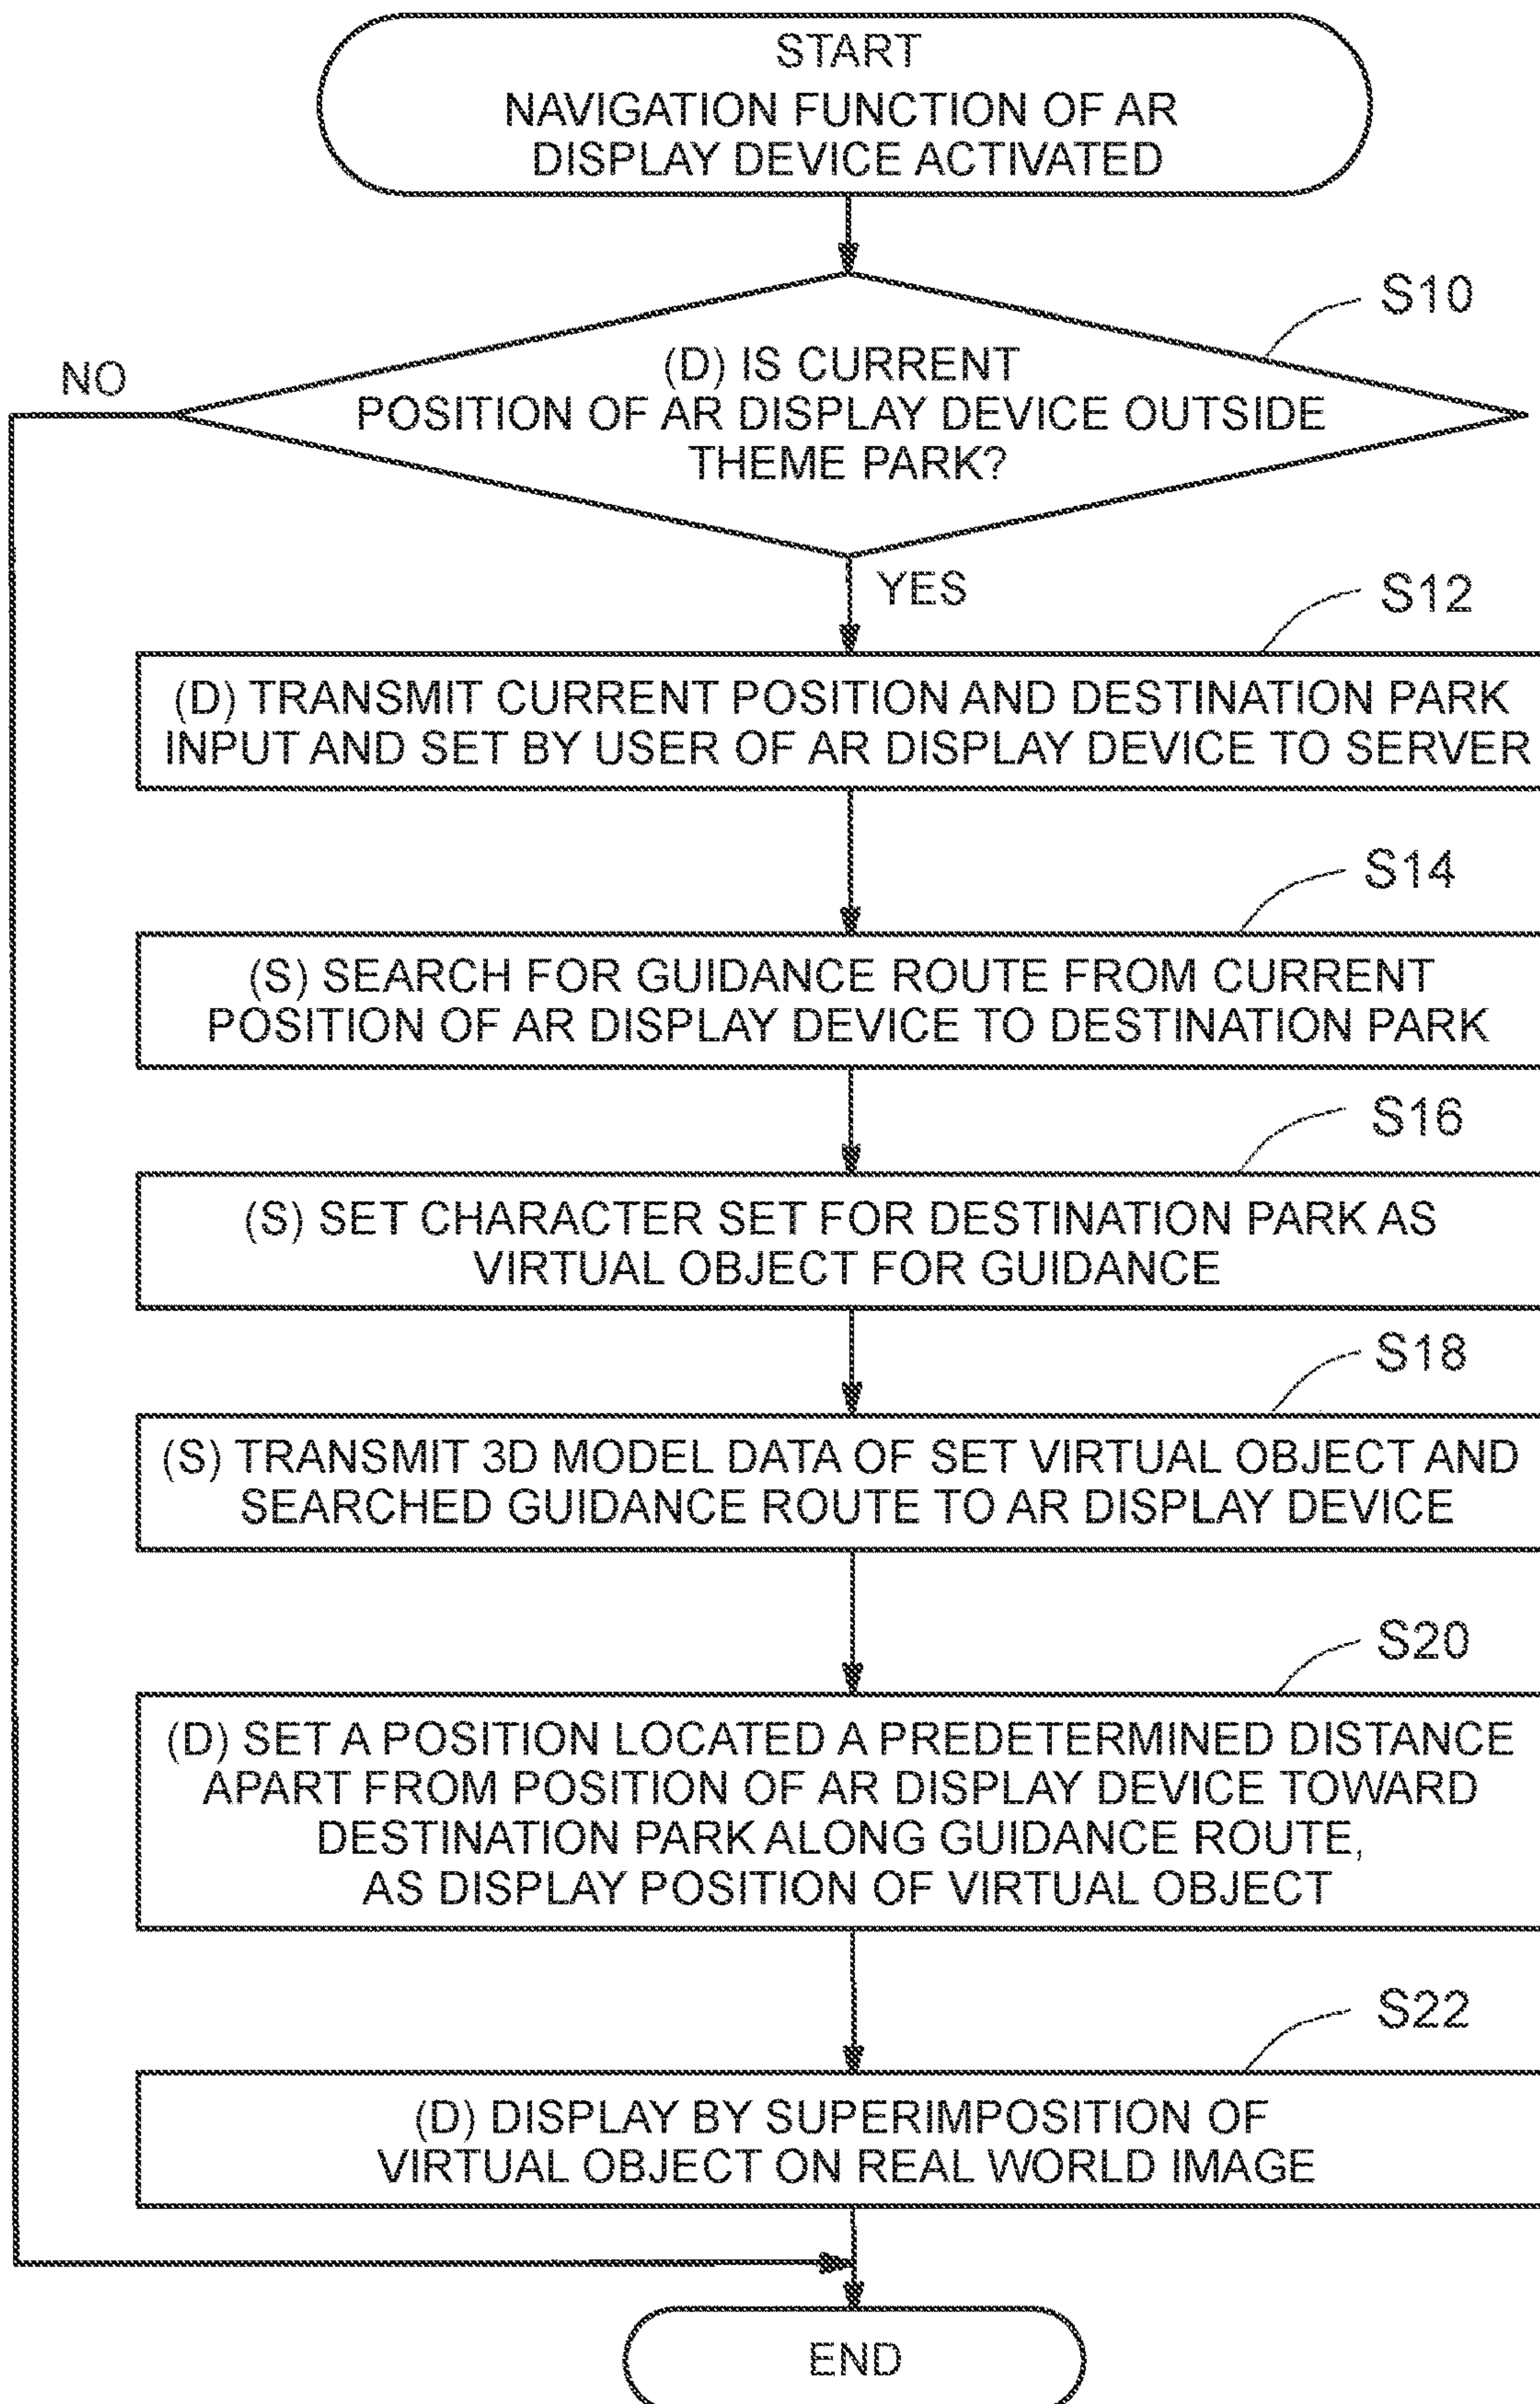 START
NAVIGATION FUNCTION OF AR
DISPLAY DEVICE ACTIVATED
S10
NO
(D) IS CURRENT
POSITION OF AR DISPLAY DEVICE OUTSIDE
THEME PARK?
YES
S12
(D) TRANSMIT CURRENT POSITION AND DESTINATION PARK
INPUT AND SET BY USER OF AR DISPLAY DEVICE TO SERVER
S14
(S) SEARCH FOR GUIDANCE ROUTE FROM CURRENT
POSITION OF AR DISPLAY DEVICE TO DESTINATION PARK
S16
(S) SET CHARACTER SET FOR DESTINATION PARK AS
VIRTUAL OBJECT FOR GUIDANCE
S18
(S) TRANSMIT 3D MODEL DATA OF SET VIRTUAL OBJECT AND
SEARCHED GUIDANCE ROUTE TO AR DISPLAY DEVICE
S20
(D) SET A POSITION LOCATED A PREDETERMINED DISTANCE
APART FROM POSITION OF AR DISPLAY DEVICE TOWARD
DESTINATION PARK ALONG GUIDANCE ROUTE,
AS DISPLAY POSITION OF VIRTUAL OBJECT
S22
(D) DISPLAY BY SUPERIMPOSITION OF
VIRTUAL OBJECT ON REAL WORLD IMAGE
END